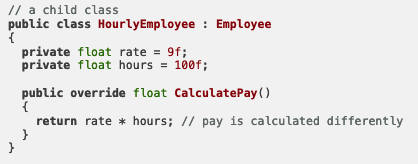 // a child class
public class HourlyEmployee : Employee
{
  private float rate = 9f;
  private float hours = 100f;

  public override float CalculatePay()
  {
    return rate * hours; // pay is calculated differently
  }
}